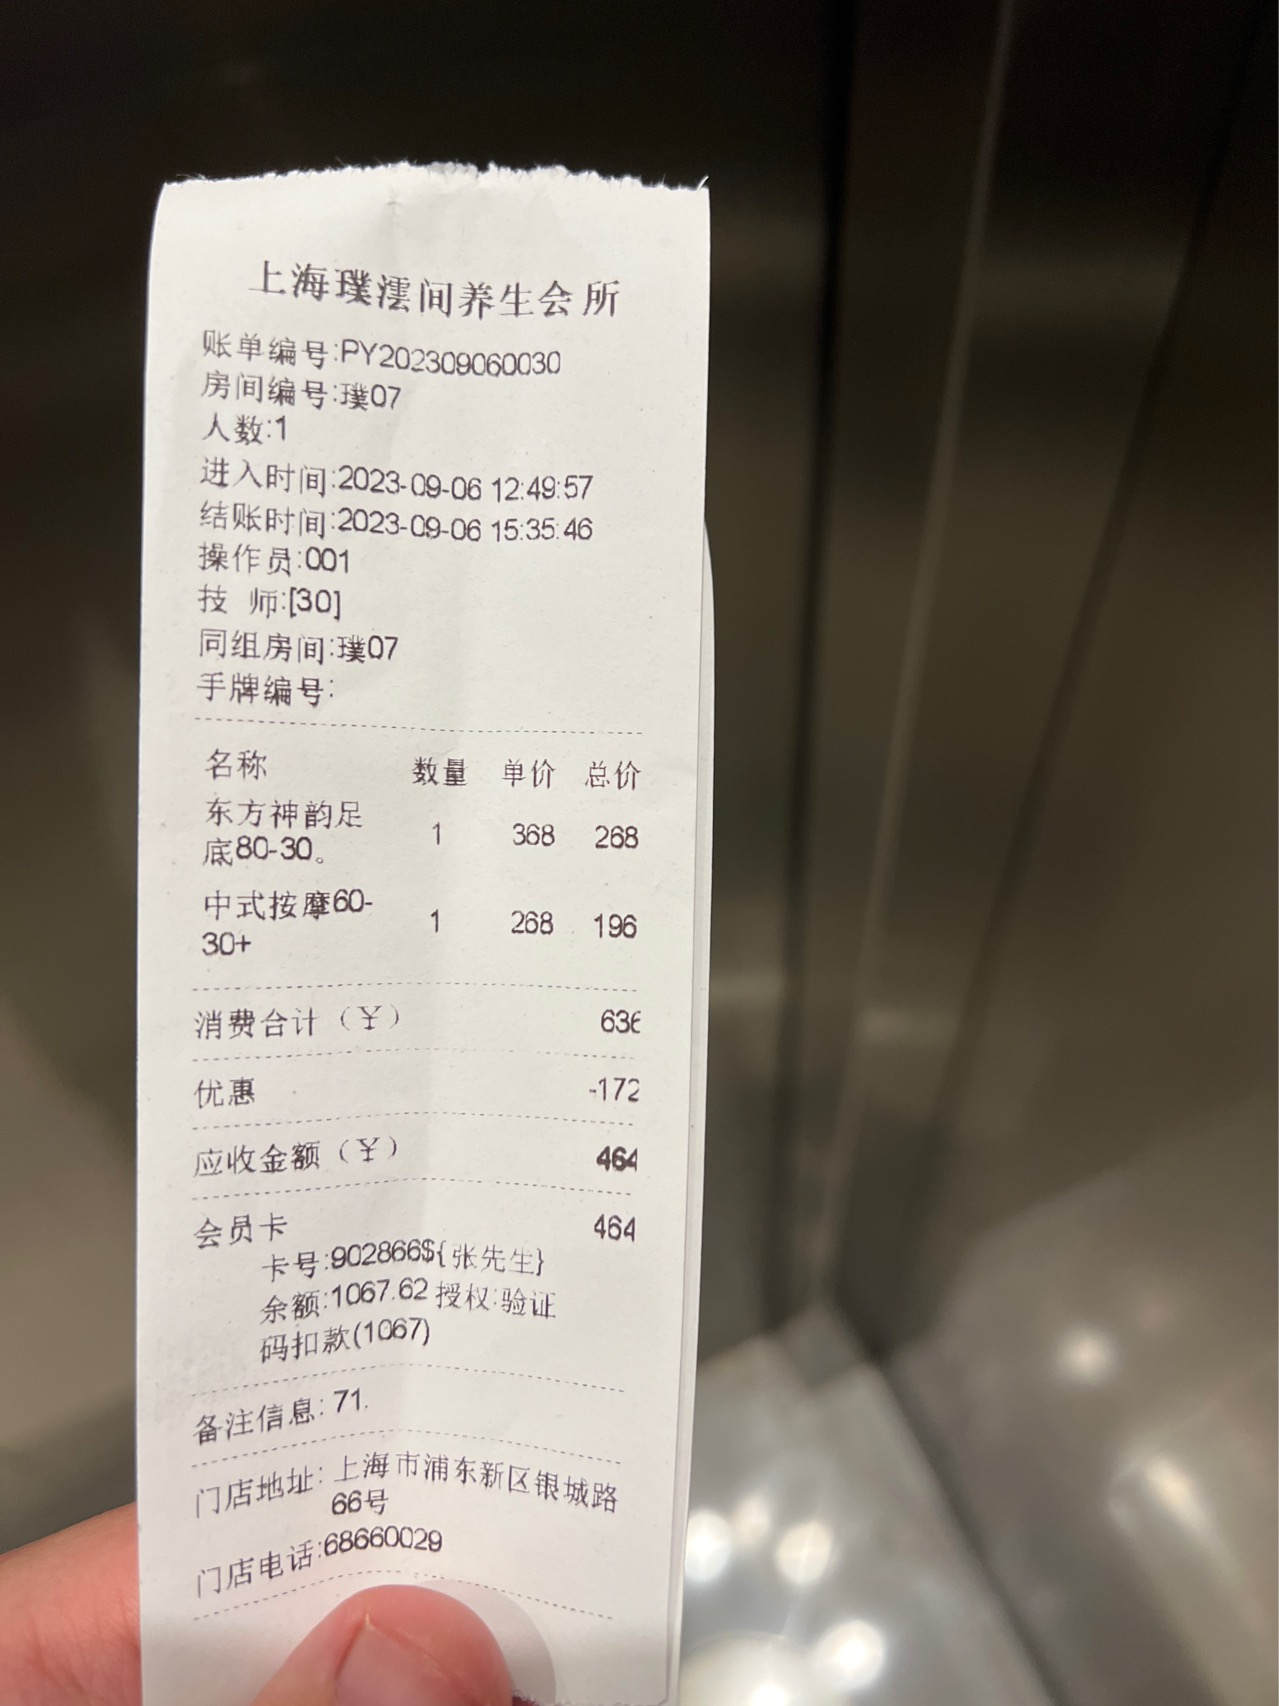 上海璞澐间养生会所
账单编号:PY202309060030
房间编号:璞07
人数:1
进入时间:2023-09-06 12:49:57
结账时间:2023-09-06 15:35:46
操作员:001
技 师:[30]
同组房间:璞07
手牌编号:
名称 数量 单价 总价
东方神韵足 1 368 268
底80-30。
中式按摩60- 1 268 196
30+
消费合计（¥） 636
优惠 -172
应收金额（¥） 464
会员卡 464
卡号:902866${张先生}
余额:1067.62 授权:验证
码扣款(1067)
备注信息: 71.
门店地址: 上海市浦东新区银城路
66号
门店电话:68660029